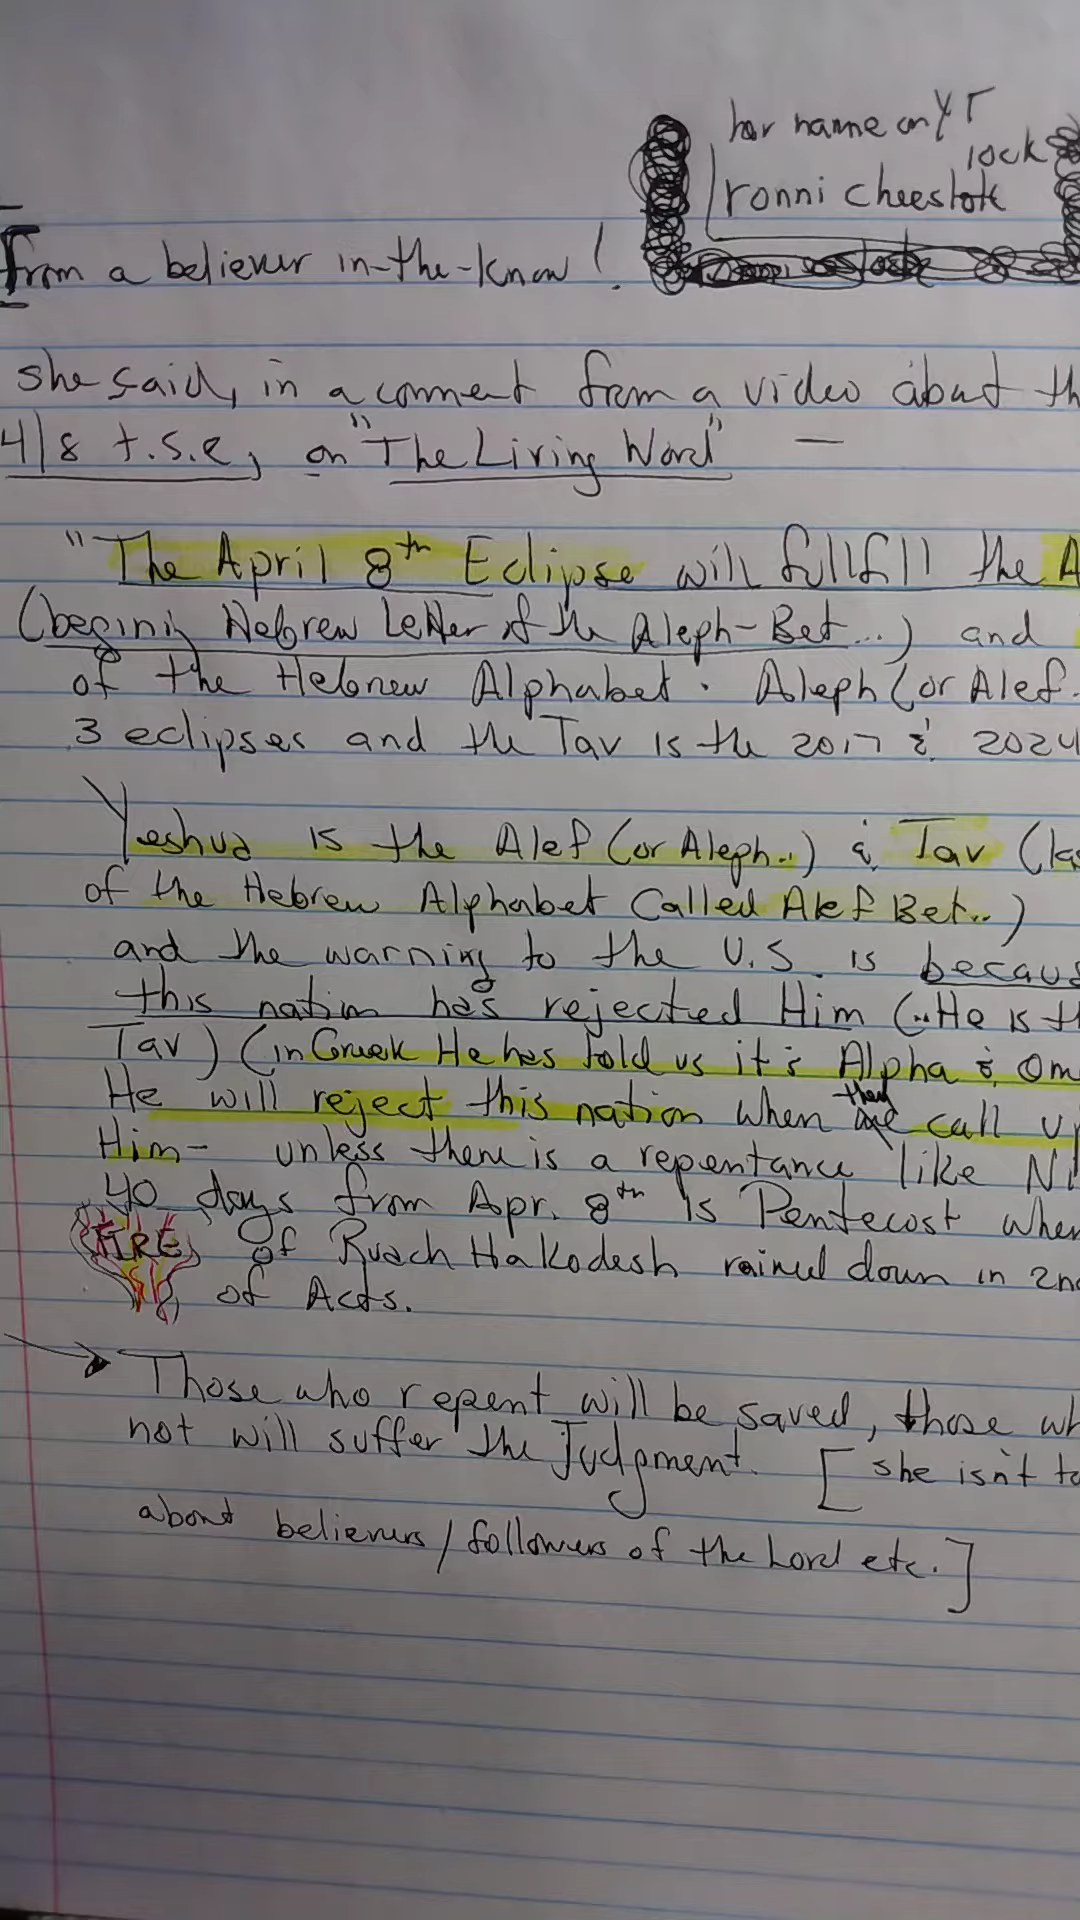 her name on YT
lock
ronni cheestok
From a believer in-the-know!
she said, in a comment from a video about th
4/8 t.s.e, on "The Living Word" —
"The April 8th Eclipse will fullfill the A
(begining Hebrew Letter of the Aleph-Bet...) and
of the Hebrew Alphabet. Aleph (or Alef.
3 eclipses and the Tav is the 2017 & 2024
Yeshua is the Alef (or Aleph..) & Tav (las
of the Hebrew Alphabet Called Alef Bet..)
and the warning to the U.S. is becaus
this nation has rejected Him (..He is th
Tav) (in Greek He has told us it's Alpha & Om
He will reject this nation when they call up
Him - unless there is a repentance like Ni
40 days from Apr. 8th is Pentecost when
FIRE of Ruach HaKodesh rained down in 2nd
of Acts.
→ Those who repent will be saved, those wh
not will suffer the Judgment. [she isn't ta
about believers/followers of the Lord etc.]